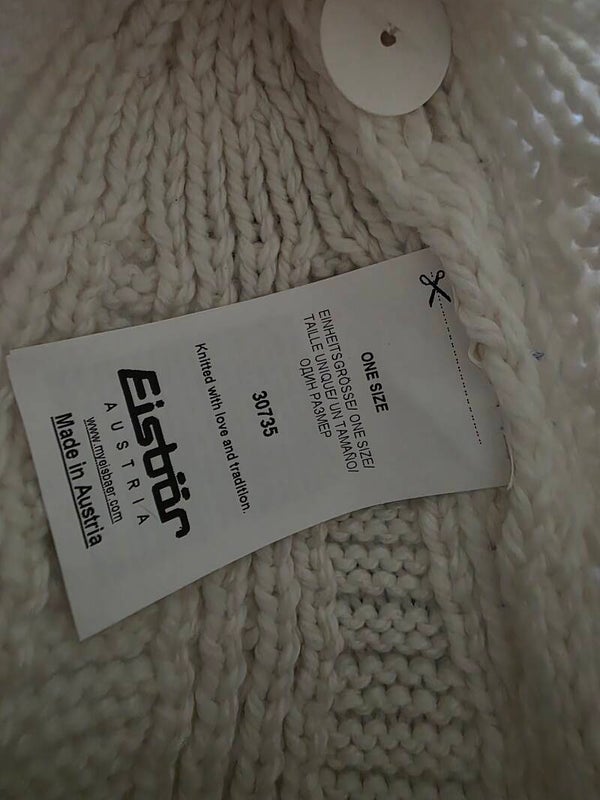 ONE SIZE
EINHEITSGRÖSSE/ ONE SIZE/
TAILLE UNIQUE/ UN TAMAÑO/
ОДИН РАЗМЕР
30735
Knitted with love and tradition.
Eisbär
AUSTRIA
www.myeisbaer.com
Made in Austria